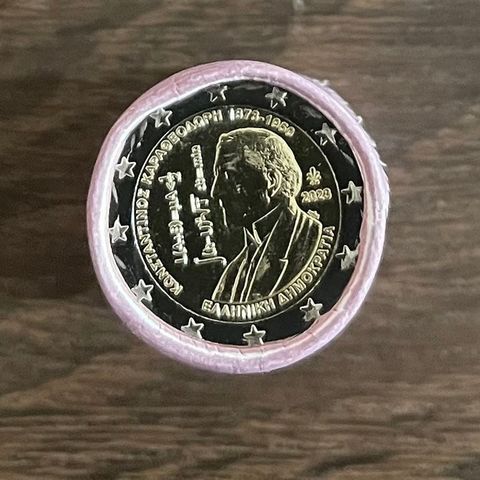 ΚΩΝΣΤΑΝΤΙΝΟΣ ΚΑΡΑΘΕΟΔΩΡΗ 1873-1950
2023
ΕΛΛΗΝΙΚΗ ΔΗΜΟΚΡΑΤΙΑ